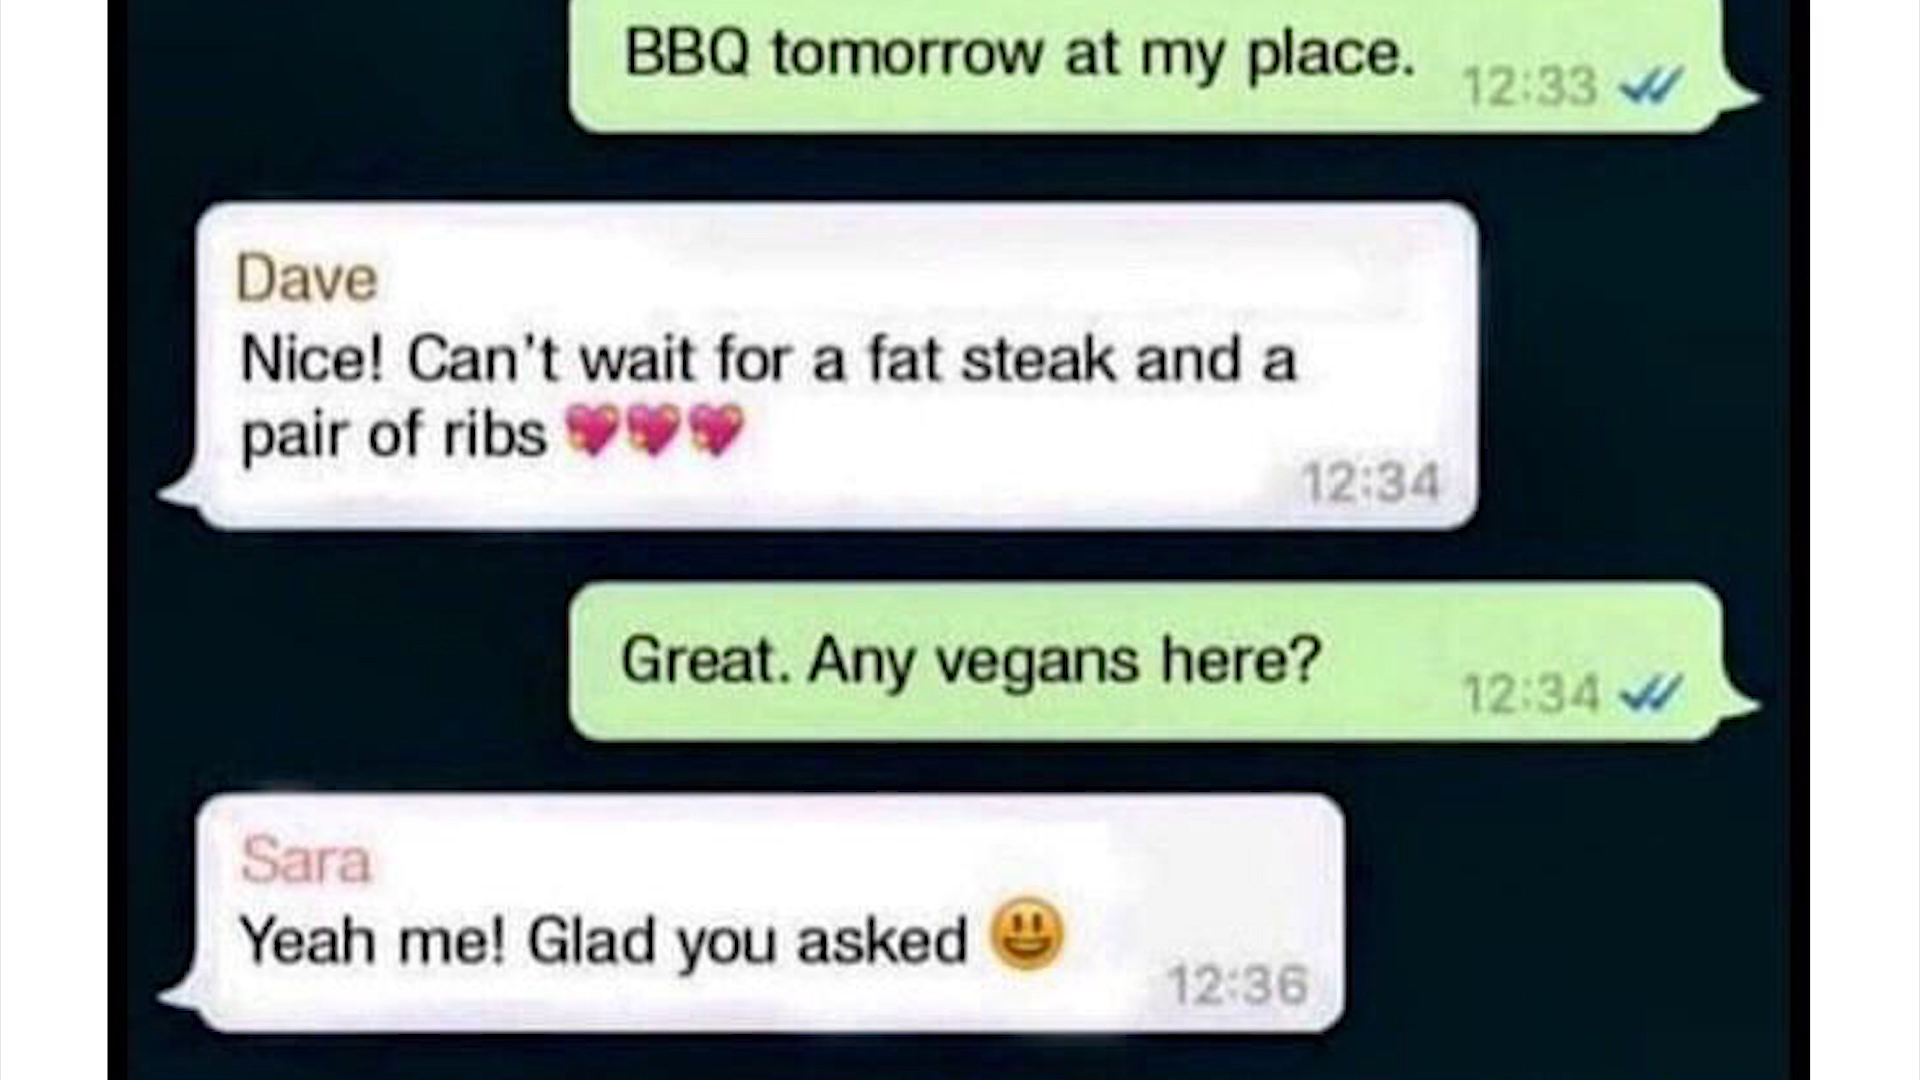 BBQ tomorrow at my place.
12:33
Dave
Nice! Can't wait for a fat steak and a
pair of ribs 💖💖💖
12:34
Great. Any vegans here?
12:34
Sara
Yeah me! Glad you asked 😃
12:36